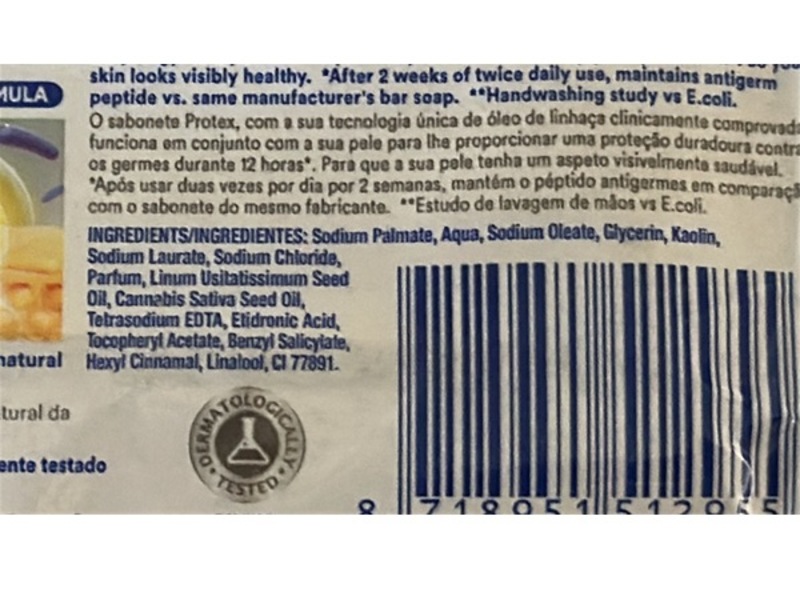 skin looks visibly healthy. *After 2 weeks of twice daily use, maintains antigerm
peptide vs. same manufacturer's bar soap. **Handwashing study vs E.coli.
O sabonete Protex, com a sua tecnologia única de óleo de linhaça clinicamente comprovada
funciona em conjunto com a sua pele para lhe proporcionar uma proteção duradoura contra
os germes durante 12 horas*. Para que a sua pele tenha um aspeto visivelmente saudável.
*Após usar duas vezes por dia por 2 semanas, mantém o péptido antigermes em comparaçã
com o sabonete do mesmo fabricante. **Estudo de lavagem de mãos vs E.coli.
INGREDIENTS/INGREDIENTES: Sodium Palmate, Aqua, Sodium Oleate, Glycerin, Kaolin,
Sodium Laurate, Sodium Chloride,
Parfum, Linum Usitatissimum Seed
Oil, Cannabis Sativa Seed Oil,
Tetrasodium EDTA, Etidronic Acid,
Tocopheryl Acetate, Benzyl Salicylate,
Hexyl Cinnamal, Linalool, CI 77891.
MULA
natural
tural da
ente testado
DERMATOLOGICALLY
TESTED
8 718951 512955